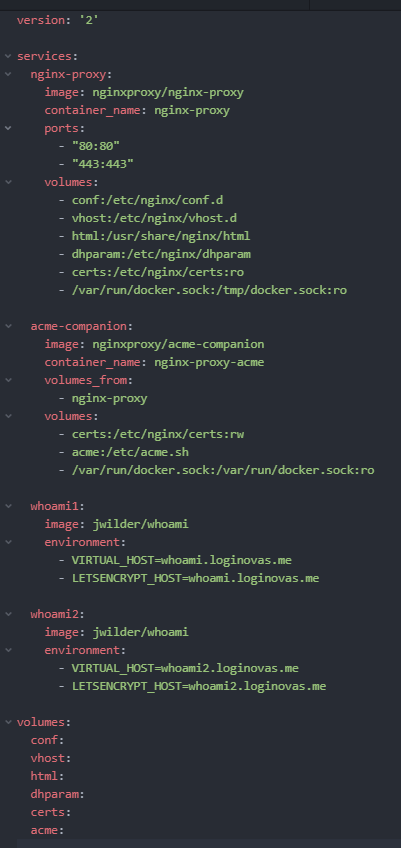 version: '2'
services:
nginx-proxy:
image: nginxproxy/nginx-proxy
container_name: nginx-proxy
ports:
- "80:80"
- "443:443"
volumes:
- conf:/etc/nginx/conf.d
- vhost:/etc/nginx/vhost.d
- html:/usr/share/nginx/html
- dhparam:/etc/nginx/dhparam
- certs:/etc/nginx/certs:ro
- /var/run/docker.sock:/tmp/docker.sock:ro
acme-companion:
image: nginxproxy/acme-companion
container_name: nginx-proxy-acme
volumes_from:
- nginx-proxy
volumes:
- certs:/etc/nginx/certs:rw
- acme:/etc/acme.sh
- /var/run/docker.sock:/var/run/docker.sock:ro
whoami1:
image: jwilder/whoami
environment:
- VIRTUAL_HOST=whoami.loginovas.me
- LETSENCRYPT_HOST=whoami.loginovas.me
whoami2:
image: jwilder/whoami
environment:
- VIRTUAL_HOST=whoami2.loginovas.me
- LETSENCRYPT_HOST=whoami2.loginovas.me
volumes:
conf:
vhost:
html:
dhparam:
certs:
acme: